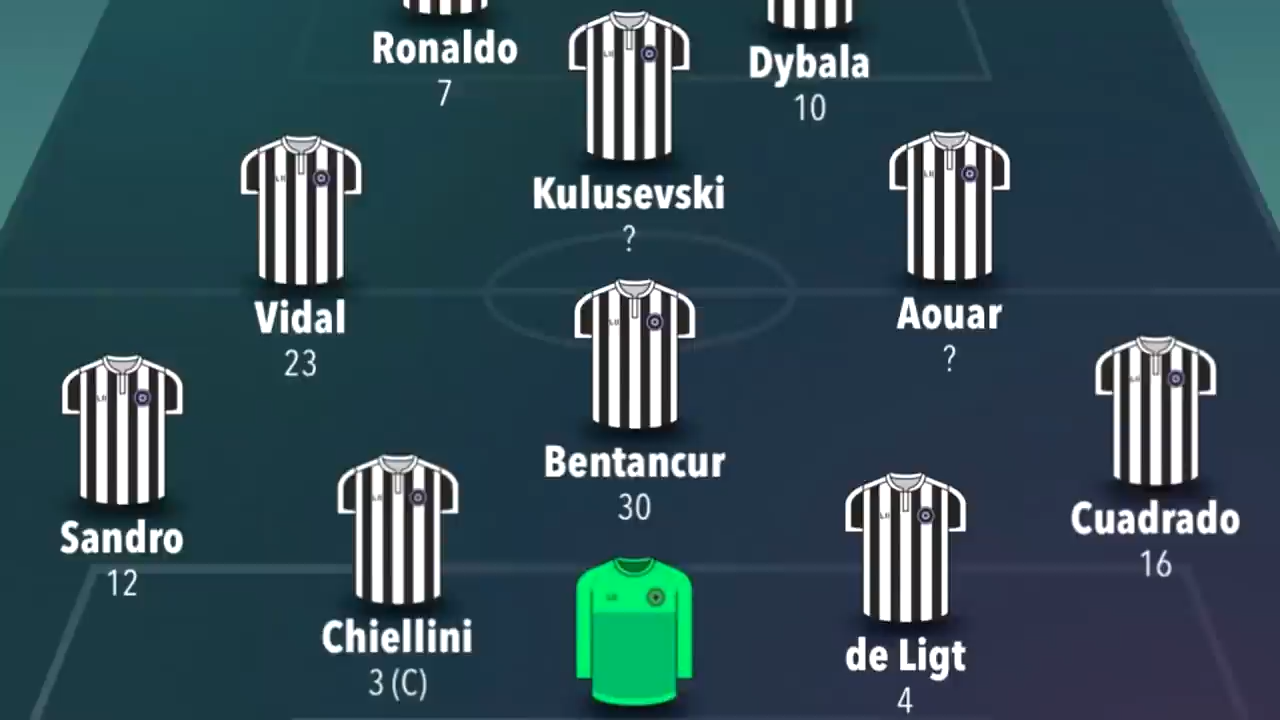 Ronaldo
7
Dybala
10
Kulusevski
?
Vidal
23
Aouar
?
Bentancur
30
Sandro
12
Cuadrado
16
Chiellini
3 (C)
de Ligt
4